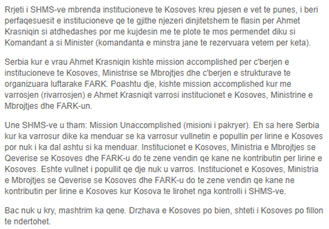 Rrjeti i SHMS-ve mbrenda institucioneve te Kosoves kreu pjesen e vet te punes, i beri
perfaqesuesit e institucioneve qe te gjithe njezeri dinjitetshem te flasin per Ahmet
Krasniqin si atdhedashes por me kujdesin me te plote te mos permendet diku si
Komandant a si Minister (komandanta e minstra jane te rezervuara vetem per keta).
Serbia kur e vrau Ahmet Krasniqin kishte mission accomplished per c'berjen e
institucioneve te Kosoves, Ministrise se Mbrojtjes dhe c'berjen e strukturave te
organizuara luftarake FARK. Poashtu dje, kishte mission accomplished kur me
varrosjen (rivarrosjen) e Ahmet Krasniqit varrosi institucionet e Kosoves, Ministrine e
Mbrojtjes dhe FARK-un.
Une SHMS-ve u tham: Mission Unaccomplished (misioni i pakryer). Eh sa here Serbia
kur ka varrosur dike ka menduar se ka varrosur vullnetin e popullin per lirine e Kosoves
por nuk i ka dal ashtu si ka menduar. Institucionet e Kosoves, Ministria e Mbrojtjes se
Qeverise se Kosoves dhe FARK-u do te zene vendin qe kane ne kontributin per lirine e
Kosoves. Eshte vullnet i popullit qe dje nuk u varros. Institucionet e Kosoves, Ministria
e Mbrojtjes se Qeverise se Kosoves dhe FARK-u do te zene vendin qe kane ne
kontributin per lirine e Kosoves kur Kosova te lirohet nga kontrolli i SHMS-ve.
Bac nuk u kry, mashtrim ka qene. Drzhava e Kosoves po bien, shteti i Kosoves po fillon
te ndertohet.